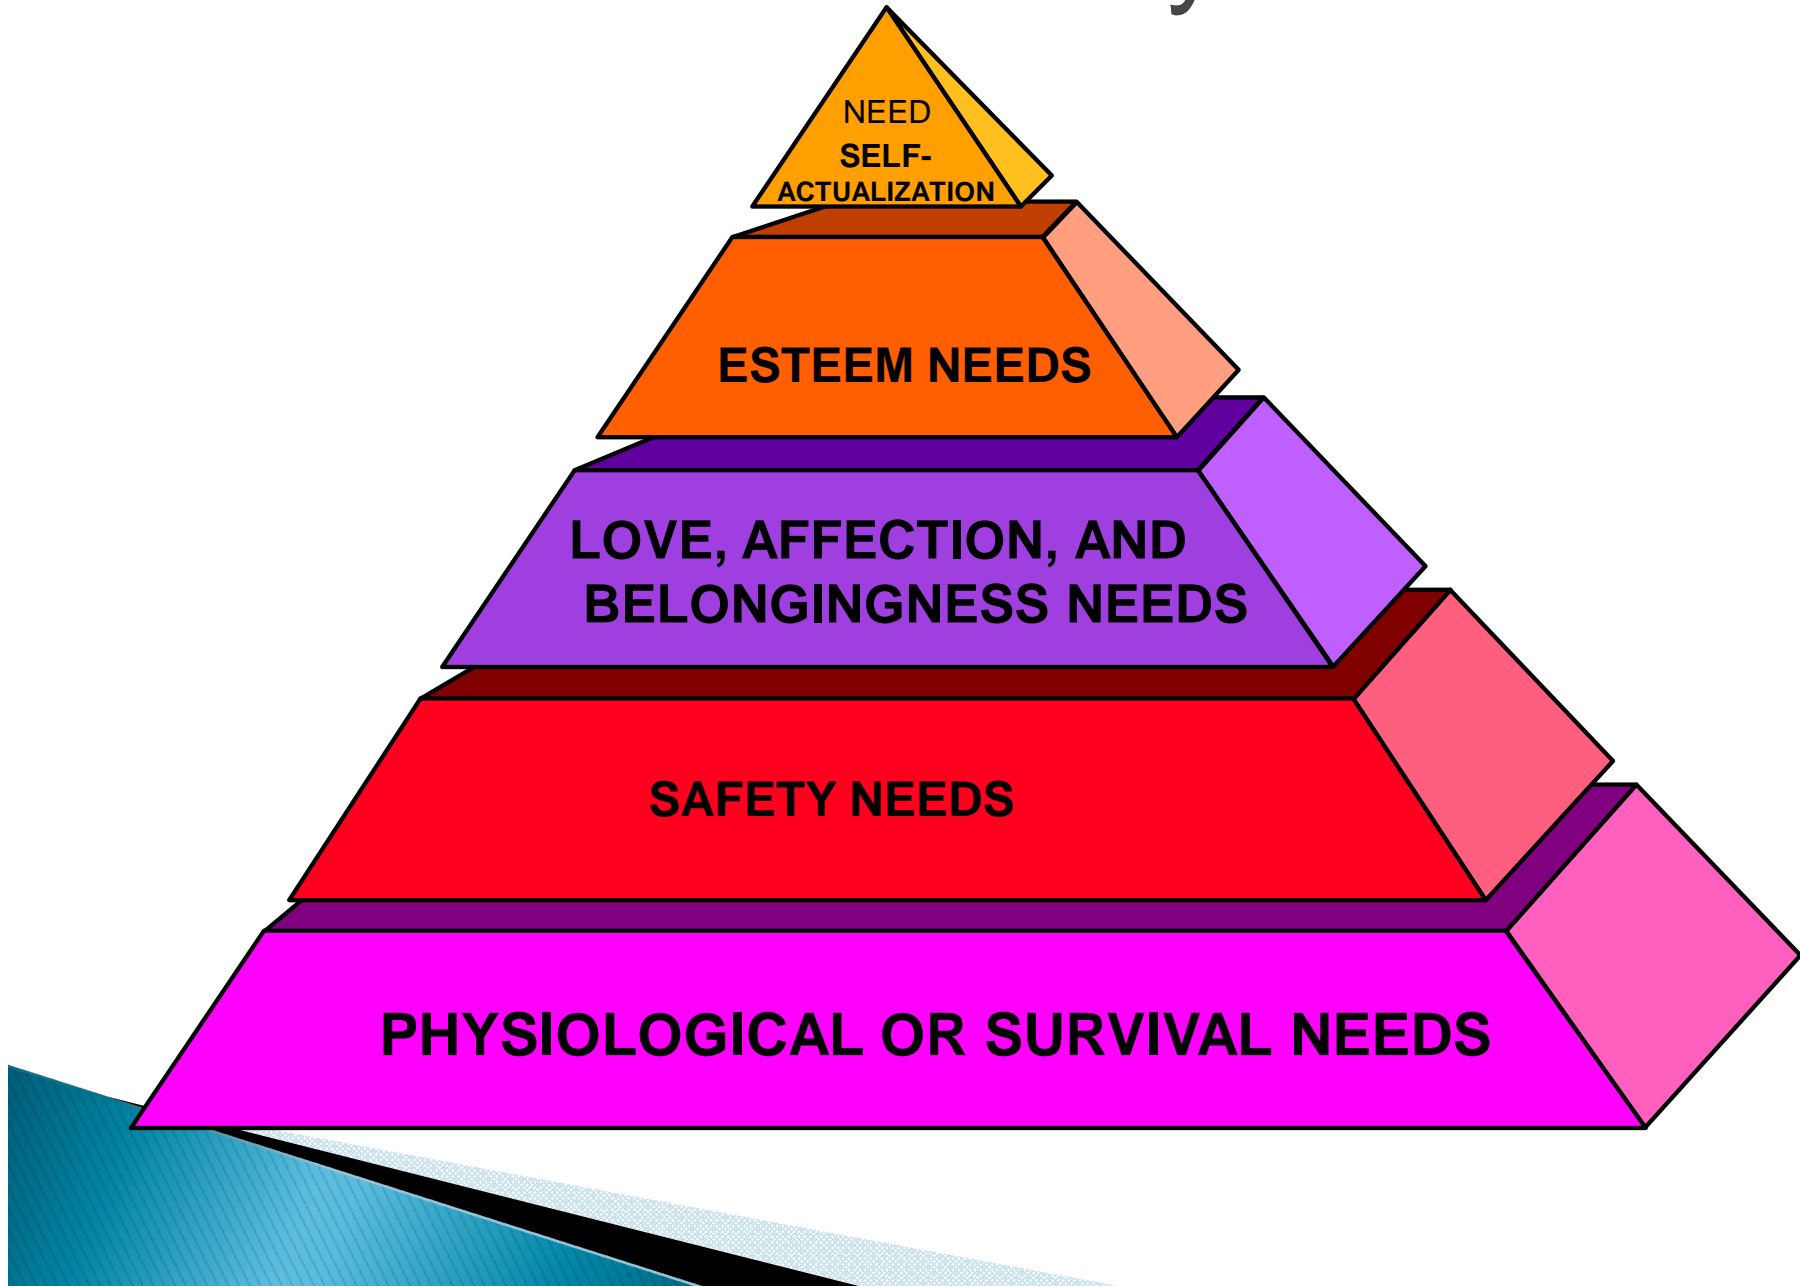 NEED
SELF-
ACTUALIZATION
ESTEEM NEEDS
LOVE, AFFECTION, AND
BELONGINGNESS NEEDS
SAFETY NEEDS
PHYSIOLOGICAL OR SURVIVAL NEEDS